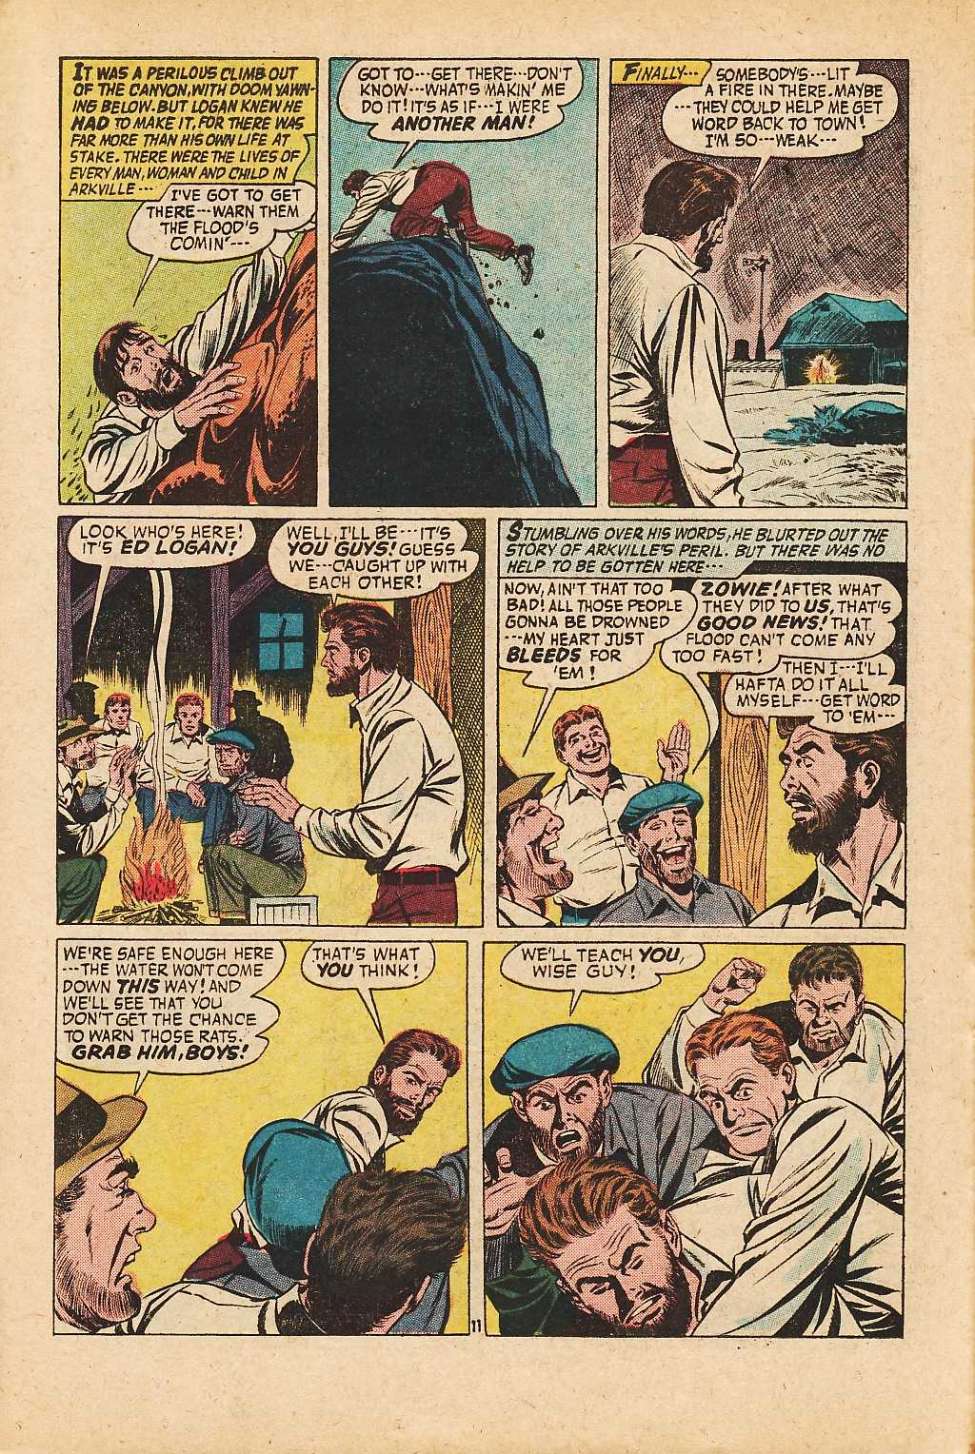 IT WAS A PERILOUS CLIMB OUT
OF THE CANYON, WITH DOOM YAWN-
ING BELOW. BUT LOGAN KNEW HE
HAD TO MAKE IT, FOR THERE WAS
FAR MORE THAN HIS OWN LIFE AT
STAKE. THERE WERE THE LIVES OF
EVERY MAN, WOMAN AND CHILD IN
ARKVILLE---
I'VE GOT TO GET
THERE---WARN THEM
THE FLOOD'S
COMIN'---
GOT TO---GET THERE---DON'T
KNOW---WHAT'S MAKIN' ME
DO IT! IT'S AS IF---I WERE
ANOTHER MAN!
FINALLY---
SOMEBODY'S---LIT
A FIRE IN THERE. MAYBE
---THEY COULD HELP ME GET
WORD BACK TO TOWN!
I'M SO---WEAK---
LOOK WHO'S HERE!
IT'S ED LOGAN!
WELL, I'LL BE---IT'S
YOU GUYS! GUESS
WE---CAUGHT UP WITH
EACH OTHER!
STUMBLING OVER HIS WORDS, HE BLURTED OUT THE
STORY OF ARKVILLE'S PERIL. BUT THERE WAS NO
HELP TO BE GOTTEN HERE---
NOW, AIN'T THAT TOO
BAD! ALL THOSE PEOPLE
GONNA BE DROWNED
---MY HEART JUST
BLEEDS FOR
'EM!
ZOWIE! AFTER WHAT
THEY DID TO US, THAT'S
GOOD NEWS! THAT
FLOOD CAN'T COME ANY
TOO FAST!
THEN I---I'LL
HAFTA DO IT ALL
MYSELF---GET WORD
TO 'EM---
WE'RE SAFE ENOUGH HERE
---THE WATER WON'T COME
DOWN THIS WAY! AND
WE'LL SEE THAT YOU
DON'T GET THE CHANCE
TO WARN THOSE RATS.
GRAB HIM, BOYS!
THAT'S WHAT
YOU THINK!
WE'LL TEACH YOU,
WISE GUY!
11